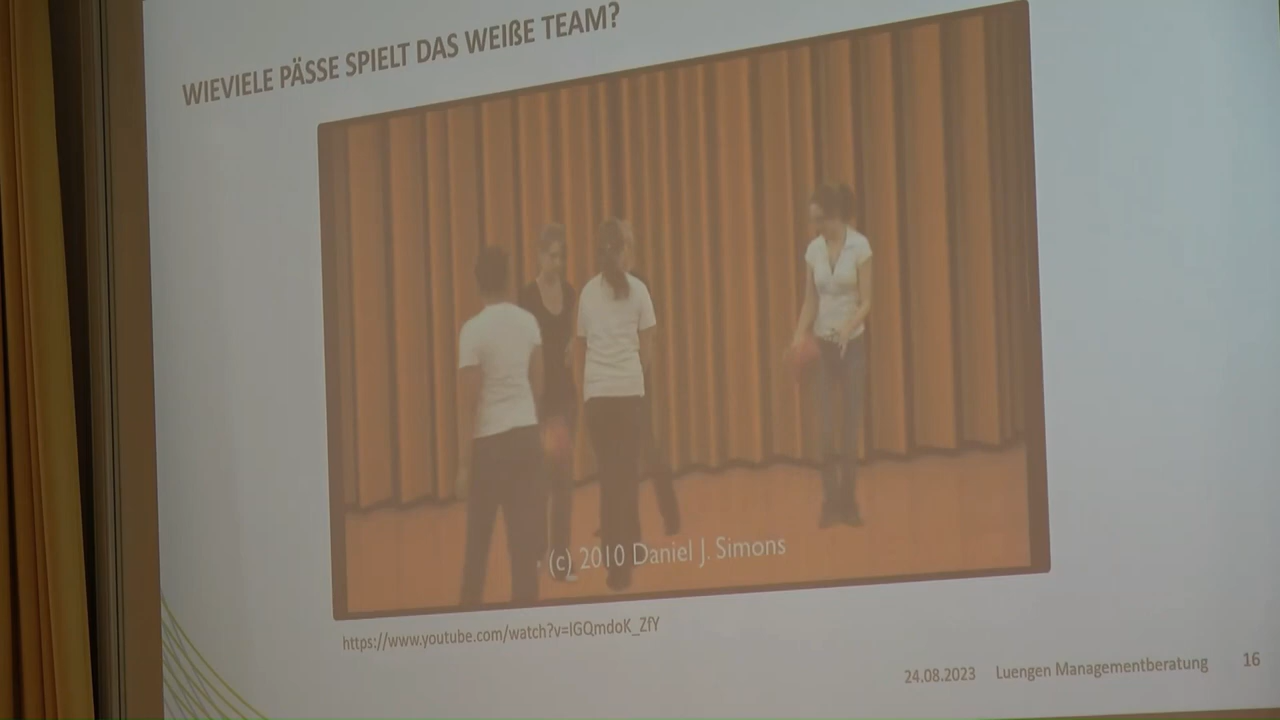 WIEVIELE PÄSSE SPIELT DAS WEIßE TEAM?
(c) 2010 Daniel J. Simons
https://www.youtube.com/watch?v=IGQmdoK_ZfY
24.08.2023 Luengen Managementberatung 16